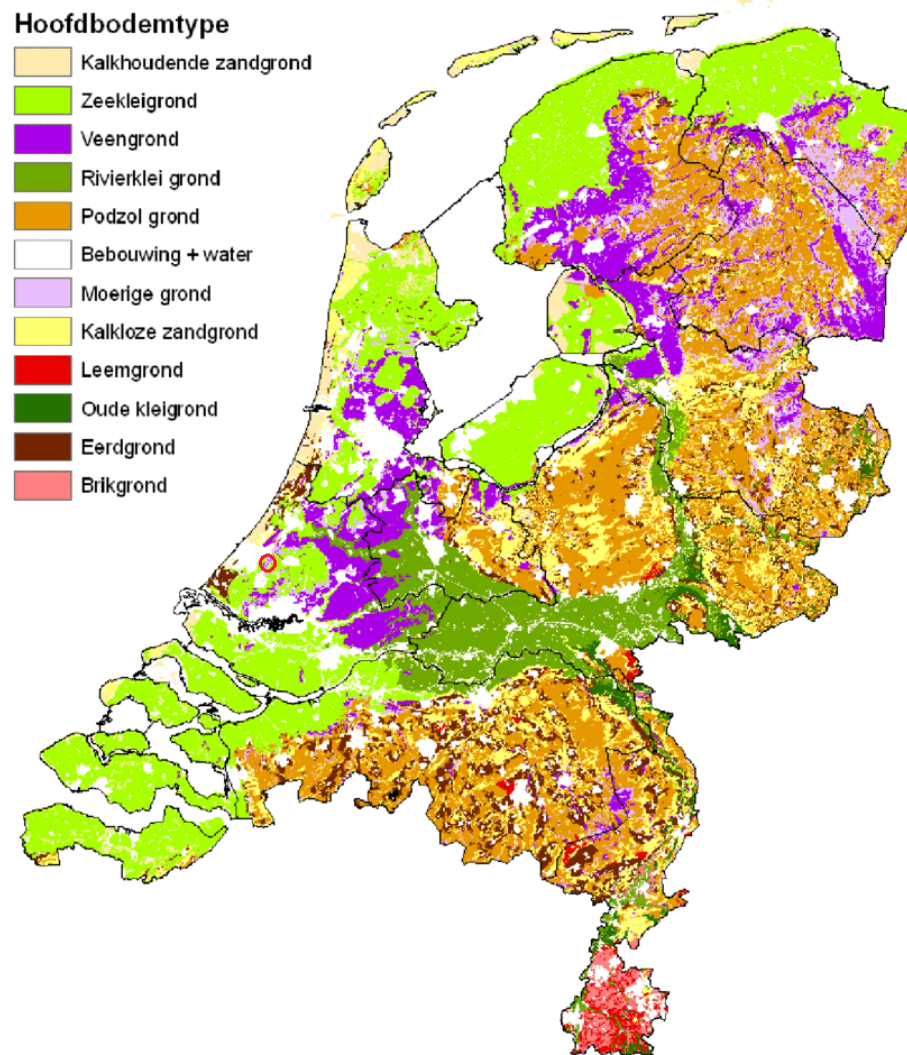 Hoofdbodemtype
Kalkhoudende zandgrond
Zeekleigrond
Veengrond
Rivierklei grond
Podzol grond
Bebouwing + water
Moerige grond
Kalkloze zandgrond
Leemgrond
Oude kleigrond
Eerdgrond
Brikgrond